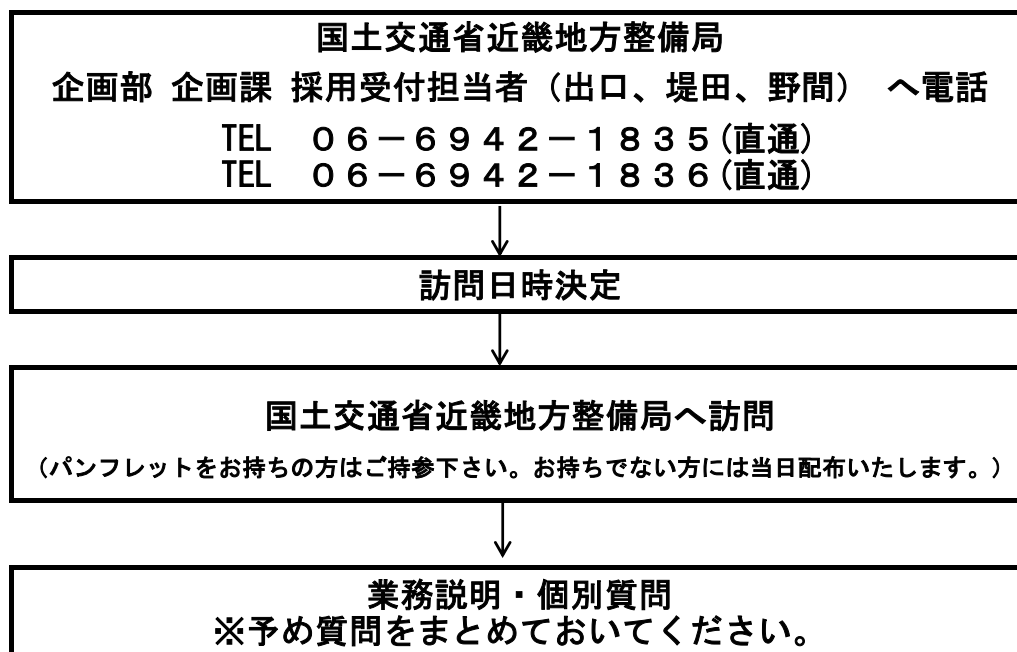 国土交通省近畿地方整備局
企画部 企画課 採用受付担当者（出口、堤田、野間） へ電話
TEL ０６－６９４２－１８３５(直通)
TEL ０６－６９４２－１８３６(直通)
訪問日時決定
国土交通省近畿地方整備局へ訪問
（パンフレットをお持ちの方はご持参下さい。お持ちでない方には当日配布いたします。）
業務説明・個別質問
※予め質問をまとめておいてください。